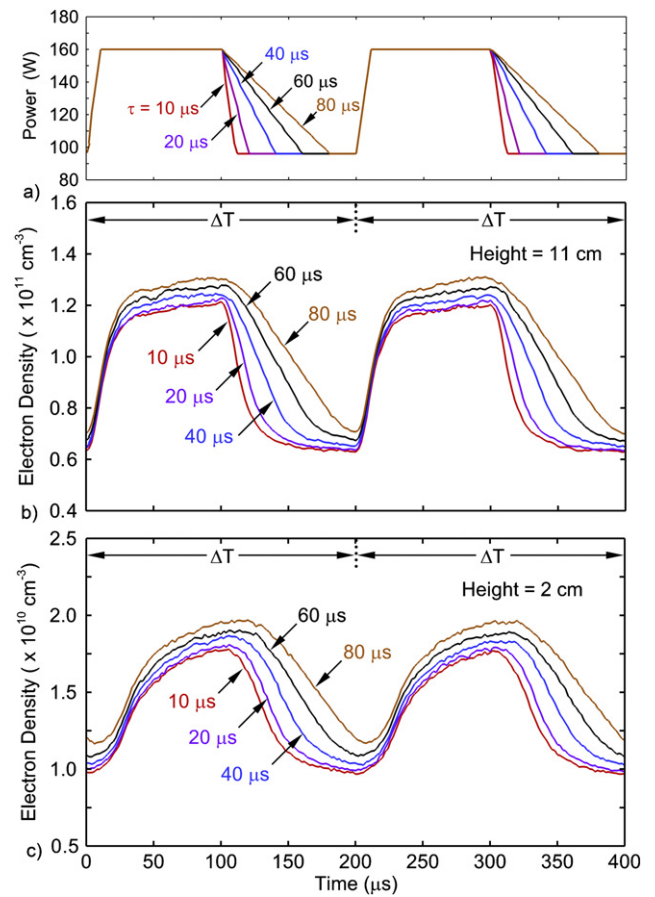 180
160
140
120
100
80
Power (W)
40 μs
60 μs
τ = 10 μs
80 μs
20 μs
a)
1.6
1.4
1.2
1.0
0.8
0.6
0.4
Electron Density ( x 10¹¹ cm⁻³)
ΔT ΔT
Height = 11 cm
60 μs
80 μs
10 μs
20 μs
40 μs
b)
2.5
2.0
1.5
1.0
0.5
Electron Density ( x 10¹⁰ cm⁻³)
ΔT ΔT
Height = 2 cm
60 μs
80 μs
10 μs
20 μs
40 μs
c)
0 50 100 150 200 250 300 350 400
Time (μs)